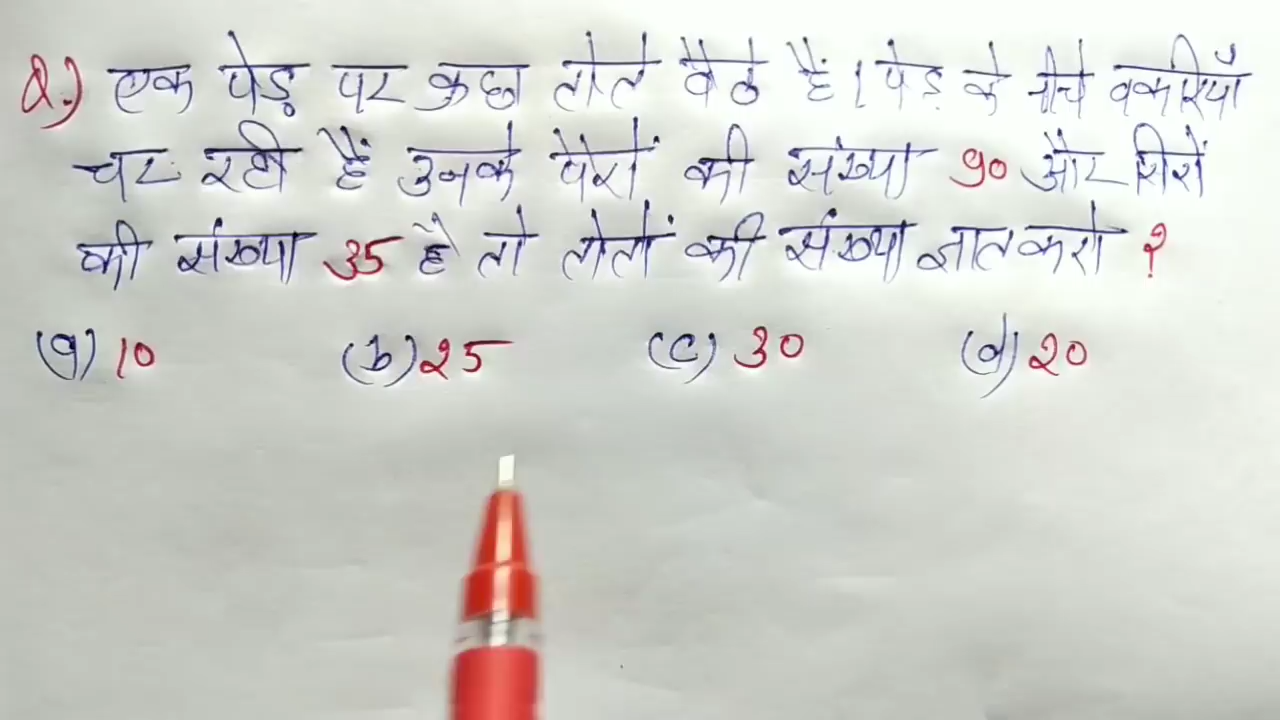 Q.) एक पेड़ पर कुछ तोते बैठे हैं। पेड़ के नीचे बकरियाँ
चर रही हैं उनके पैरों की संख्या 90 और शिरों
की संख्या 35 है तो तोतों की संख्या ज्ञात करो ?
(a) 10 (b) 25 (c) 30 (d) 20